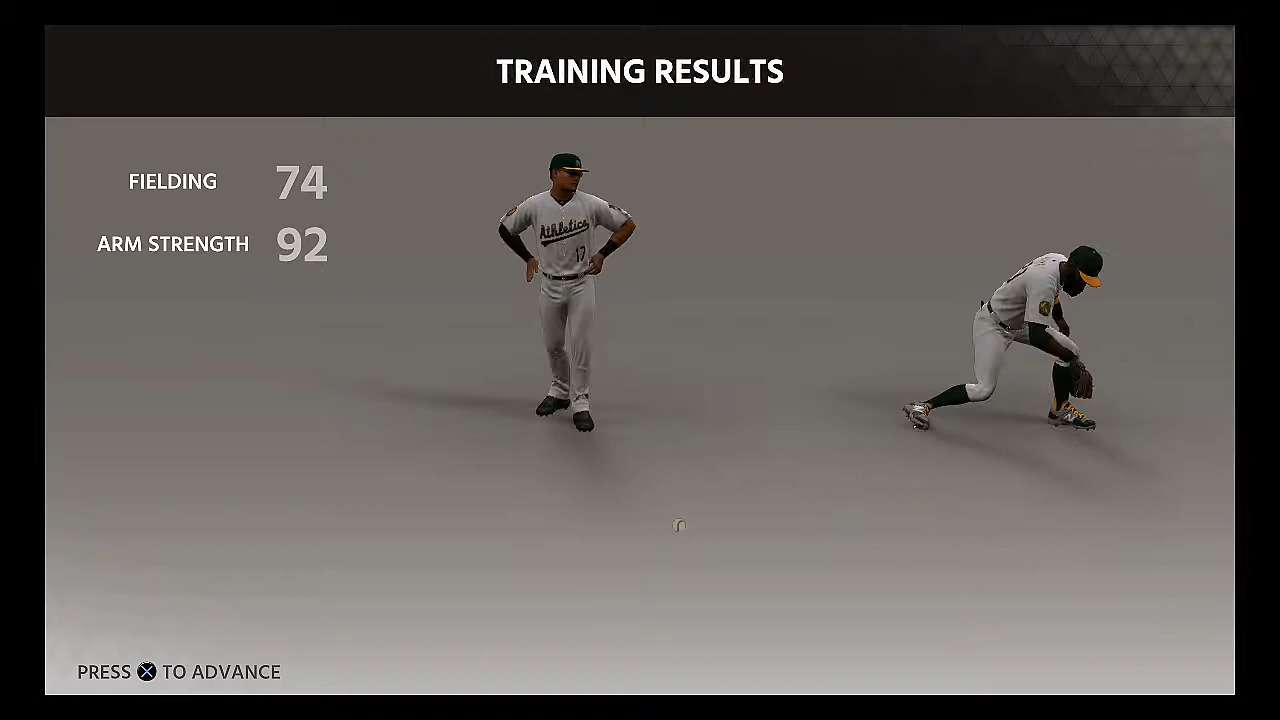 TRAINING RESULTS
FIELDING 74
ARM STRENGTH 92
Athletics
17
PRESS TO ADVANCE